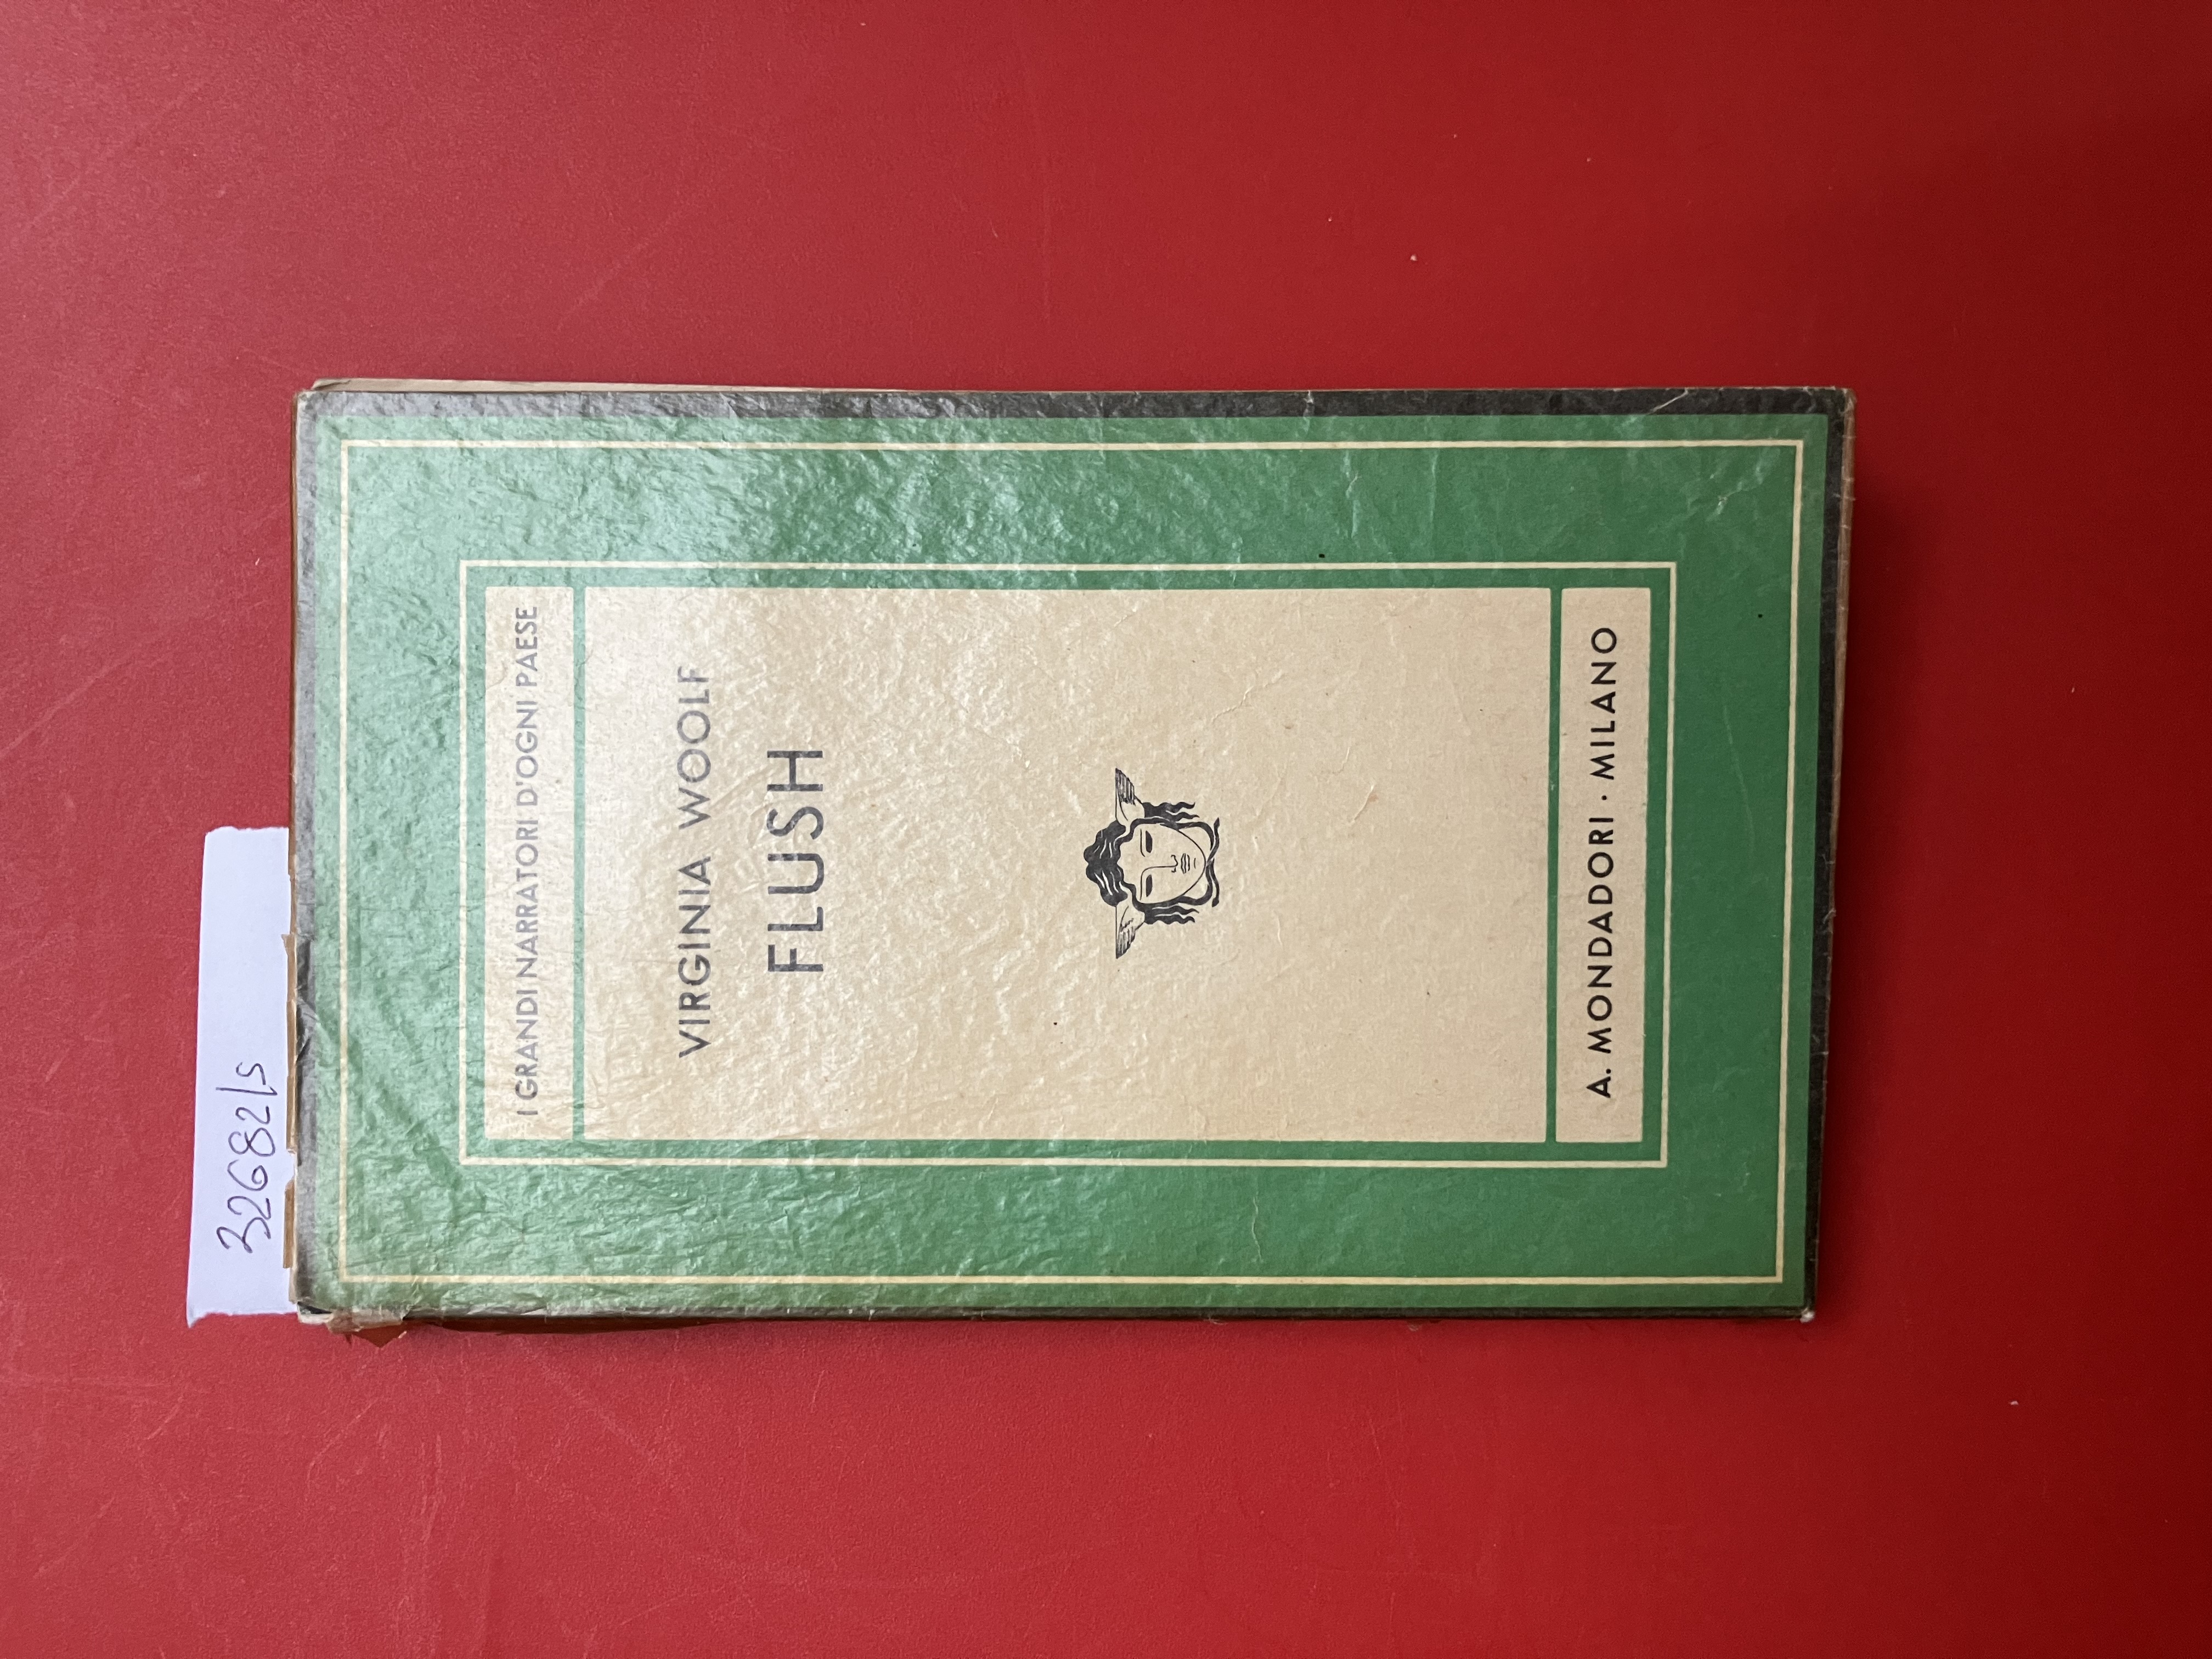 32682/s
I GRANDI NARRATORI D'OGNI PAESE
VIRGINIA WOOLF
FLUSH
A. MONDADORI · MILANO